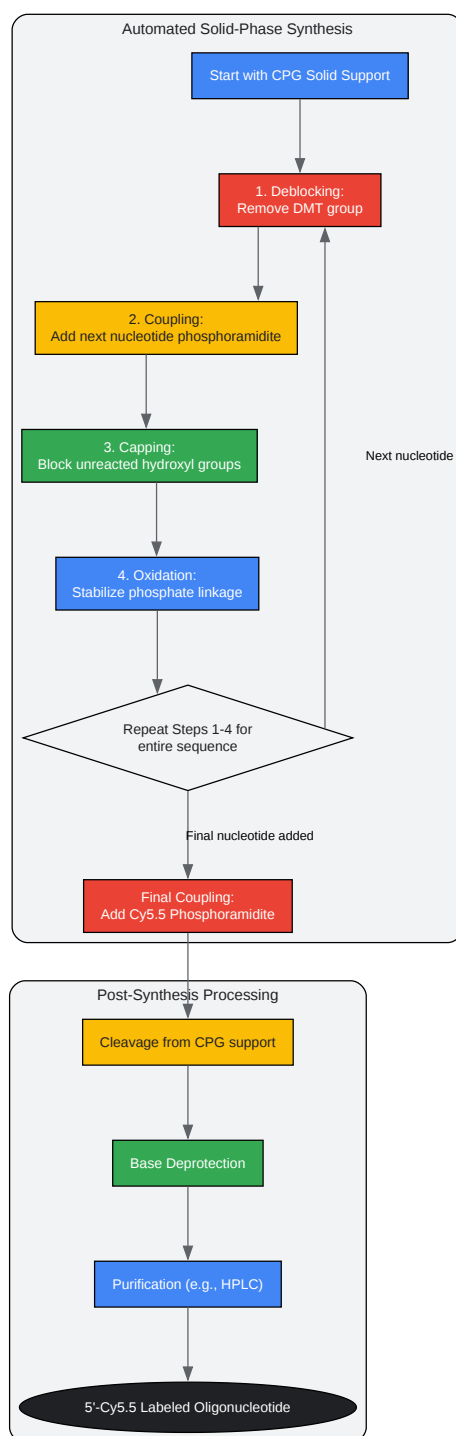 Automated Solid-Phase Synthesis
Start with CPG Solid Support
1. Deblocking:
Remove DMT group
2. Coupling:
Add next nucleotide phosphoramidite
3. Capping:
Block unreacted hydroxyl groups
Next nucleotide
4. Oxidation:
Stabilize phosphate linkage
Repeat Steps 1-4 for
entire sequence
Final nucleotide added
Final Coupling:
Add Cy5.5 Phosphoramidite
Post-Synthesis Processing
Cleavage from CPG support
Base Deprotection
Purification (e.g., HPLC)
5'-Cy5.5 Labeled Oligonucleotide